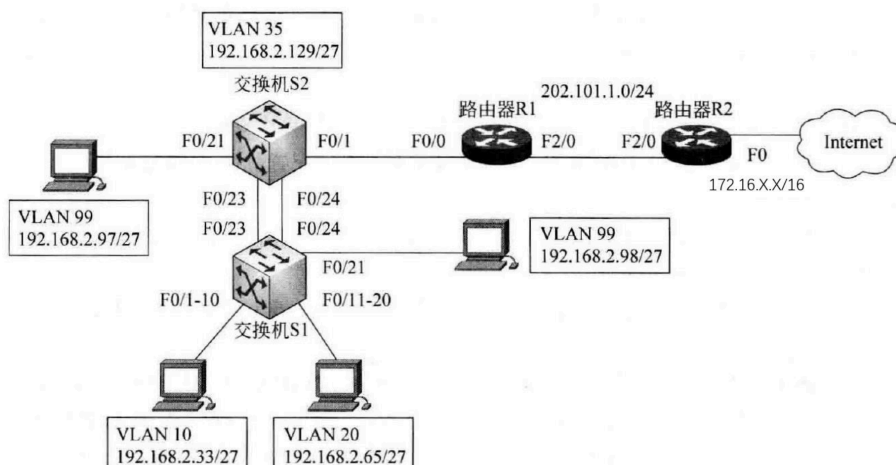 VLAN 35
192.168.2.129/27
交换机S2
202.101.1.0/24
路由器R1
路由器R2
F0/21
F0/1
F0/0
F2/0
F2/0
F0
Internet
172.16.X.X/16
VLAN 99
192.168.2.97/27
F0/23
F0/24
F0/23
F0/24
VLAN 99
192.168.2.98/27
F0/21
F0/1-10
F0/11-20
交换机S1
VLAN 10
192.168.2.33/27
VLAN 20
192.168.2.65/27